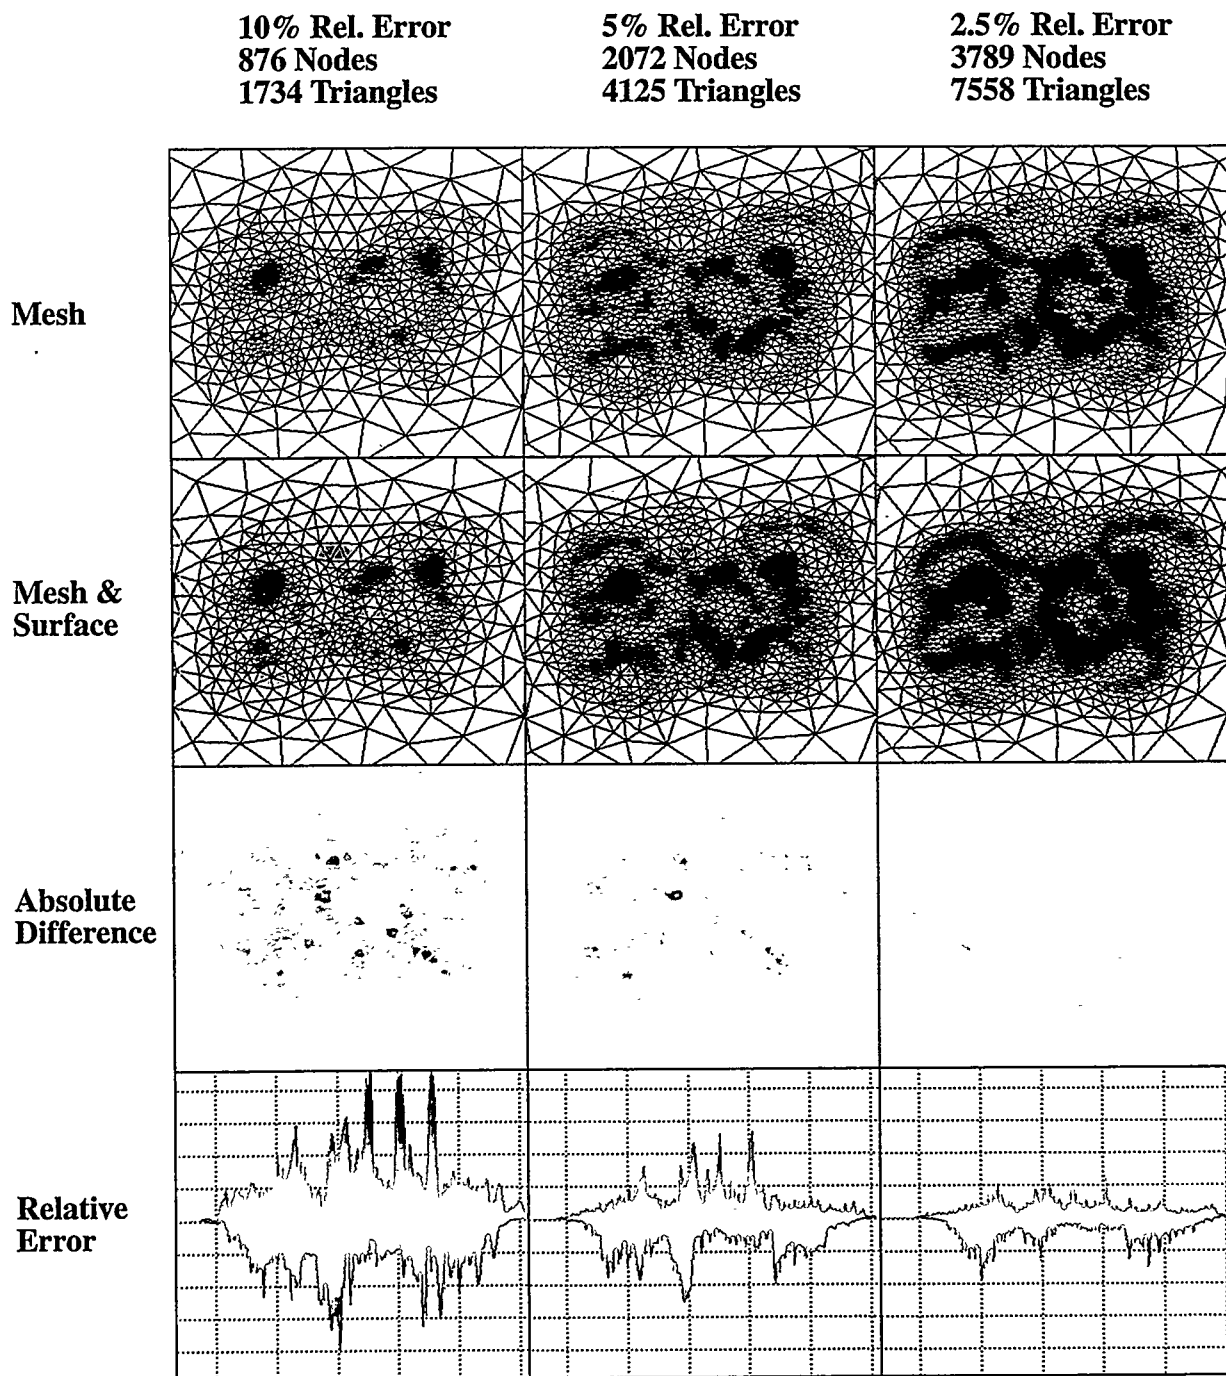 10% Rel. Error
876 Nodes
1734 Triangles
5% Rel. Error
2072 Nodes
4125 Triangles
2.5% Rel. Error
3789 Nodes
7558 Triangles
Mesh
Mesh &
Surface
Absolute
Difference
Relative
Error